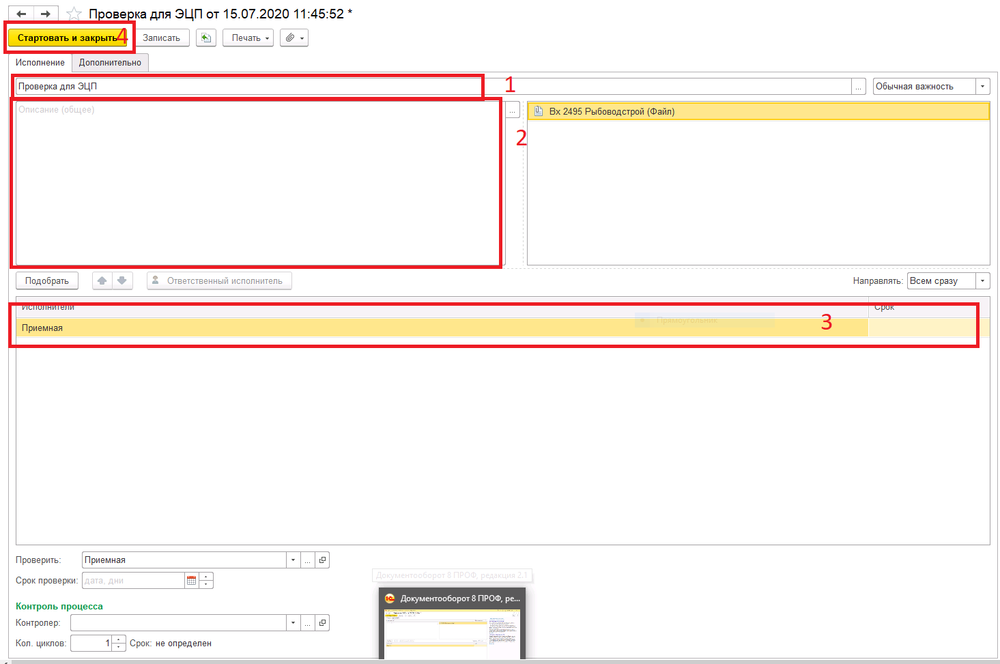 Проверка для ЭЦП от 15.07.2020 11:45:52 *
Стартовать и закрыть 4 Записать Печать
Исполнение Дополнительно
Проверка для ЭЦП 1 ... Обычная важность
Описание (общее) ... Вх 2495 Рыбоводстрой (Файл)
2
Подобрать Ответственный исполнитель Направлять: Всем сразу
Исполнители Срок
Прямоугольник 3
Приемная
Проверить: Приемная ...
Срок проверки: дата, дни
Документооборот 8 ПРОФ, редакция 2.1
1С Документооборот 8 ПРОФ, ре...
Контроль процесса
Контролер: ...
Кол. циклов: 1 Срок: не определен